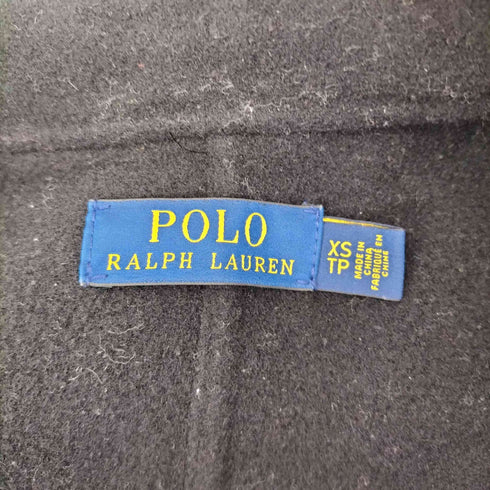 POLO
RALPH LAUREN
XS
TP
MADE IN
CHINA
FABRIQUÉ EN
CHINE